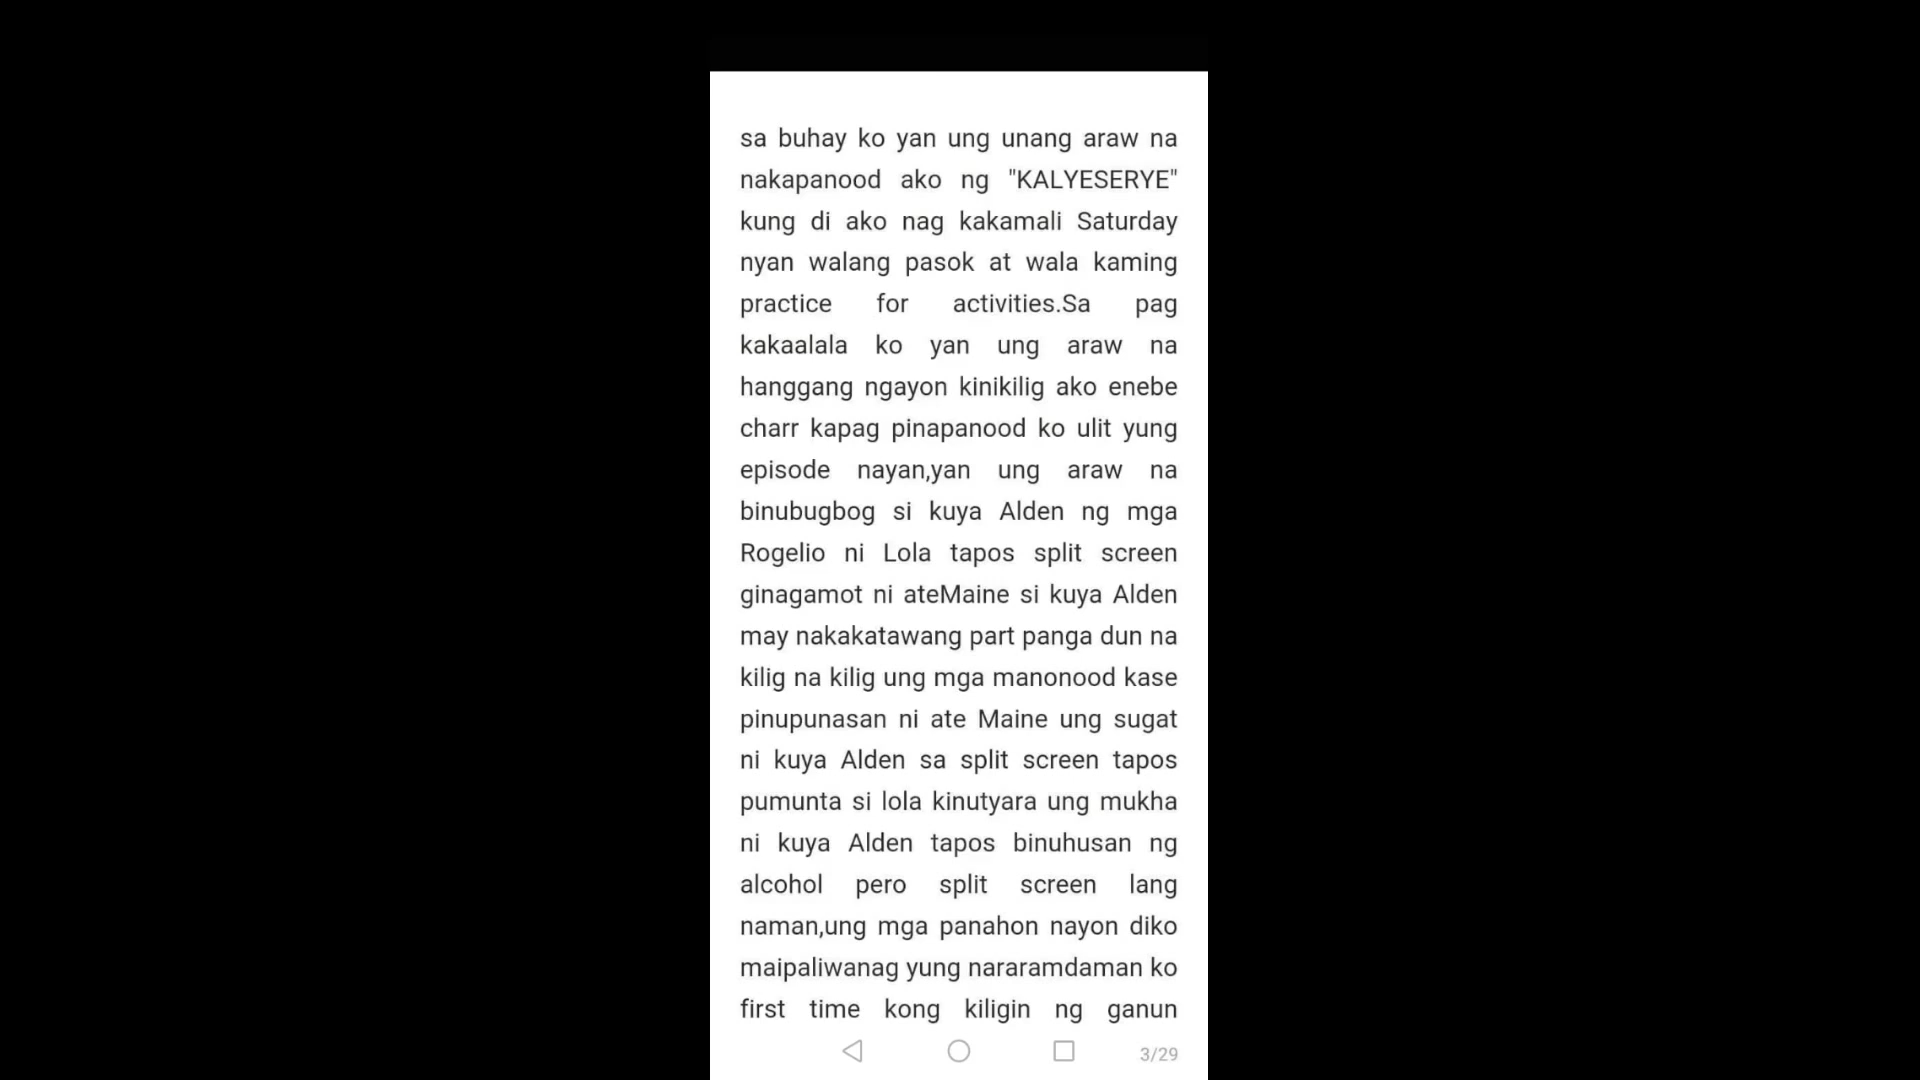 sa buhay ko yan ung unang araw na
nakapanood ako ng "KALYESERYE"
kung di ako nag kakamali Saturday
nyan walang pasok at wala kaming
practice for activities.Sa pag
kakaalala ko yan ung araw na
hanggang ngayon kinikilig ako enebe
charr kapag pinapanood ko ulit yung
episode nayan,yan ung araw na
binubugbog si kuya Alden ng mga
Rogelio ni Lola tapos split screen
ginagamot ni ateMaine si kuya Alden
may nakakatawang part panga dun na
kilig na kilig ung mga manonood kase
pinupunasan ni ate Maine ung sugat
ni kuya Alden sa split screen tapos
pumunta si lola kinutyara ung mukha
ni kuya Alden tapos binuhusan ng
alcohol pero split screen lang
naman,ung mga panahon nayon diko
maipaliwanag yung nararamdaman ko
first time kong kiligin ng ganun
3/29